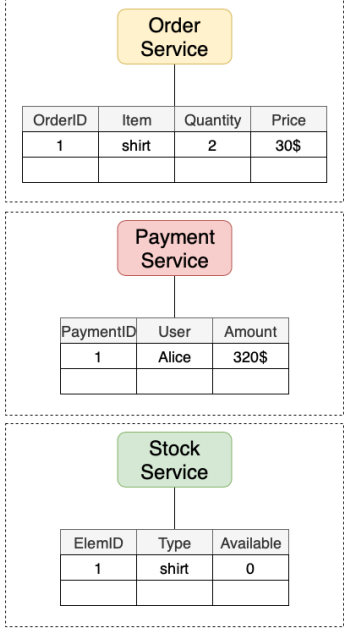 Order
Service
OrderID Item Quantity Price
1 shirt 2 30$
Payment
Service
PaymentID User Amount
1 Alice 320$
Stock
Service
ElemID Type Available
1 shirt 0